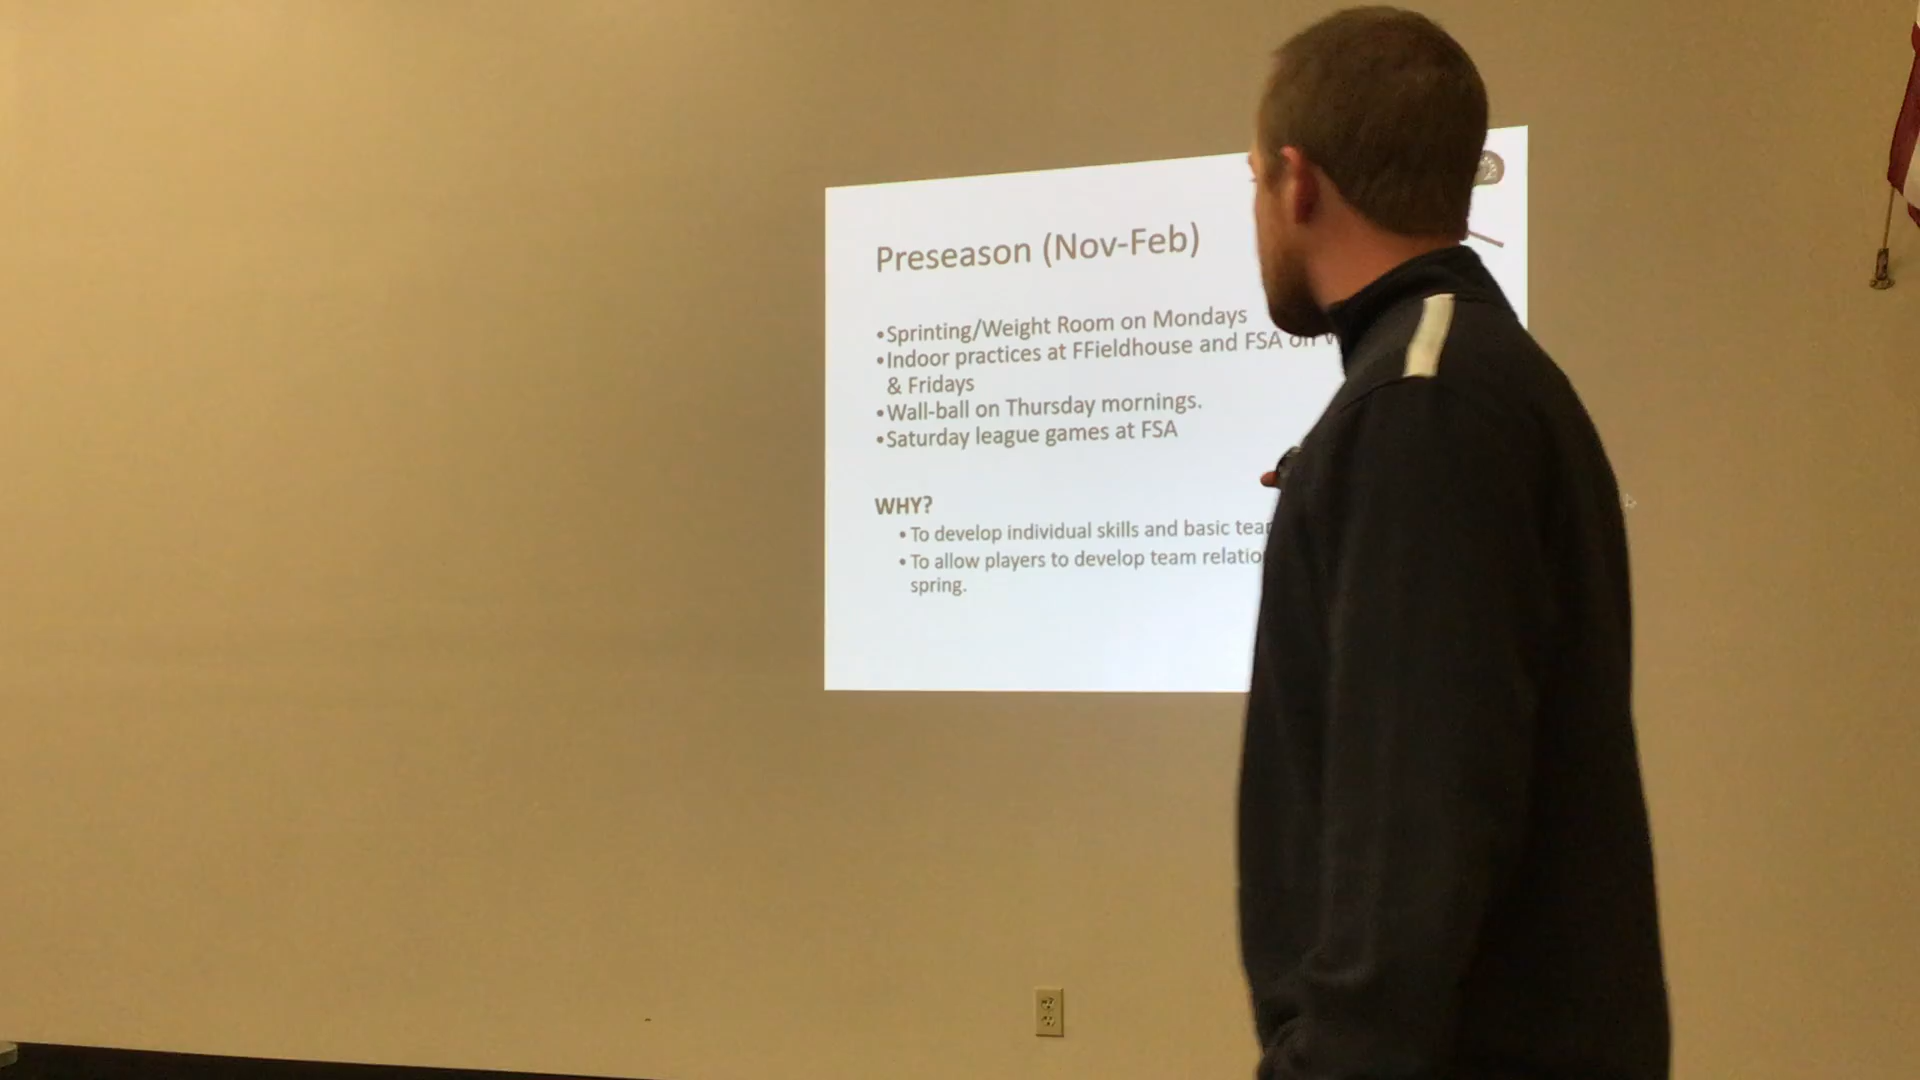 Preseason (Nov-Feb)
•Sprinting/Weight Room on Mondays
•Indoor practices at FFieldhouse and FSA on
& Fridays
•Wall-ball on Thursday mornings.
•Saturday league games at FSA
WHY?
• To develop individual skills and basic
• To allow players to develop team
spring.